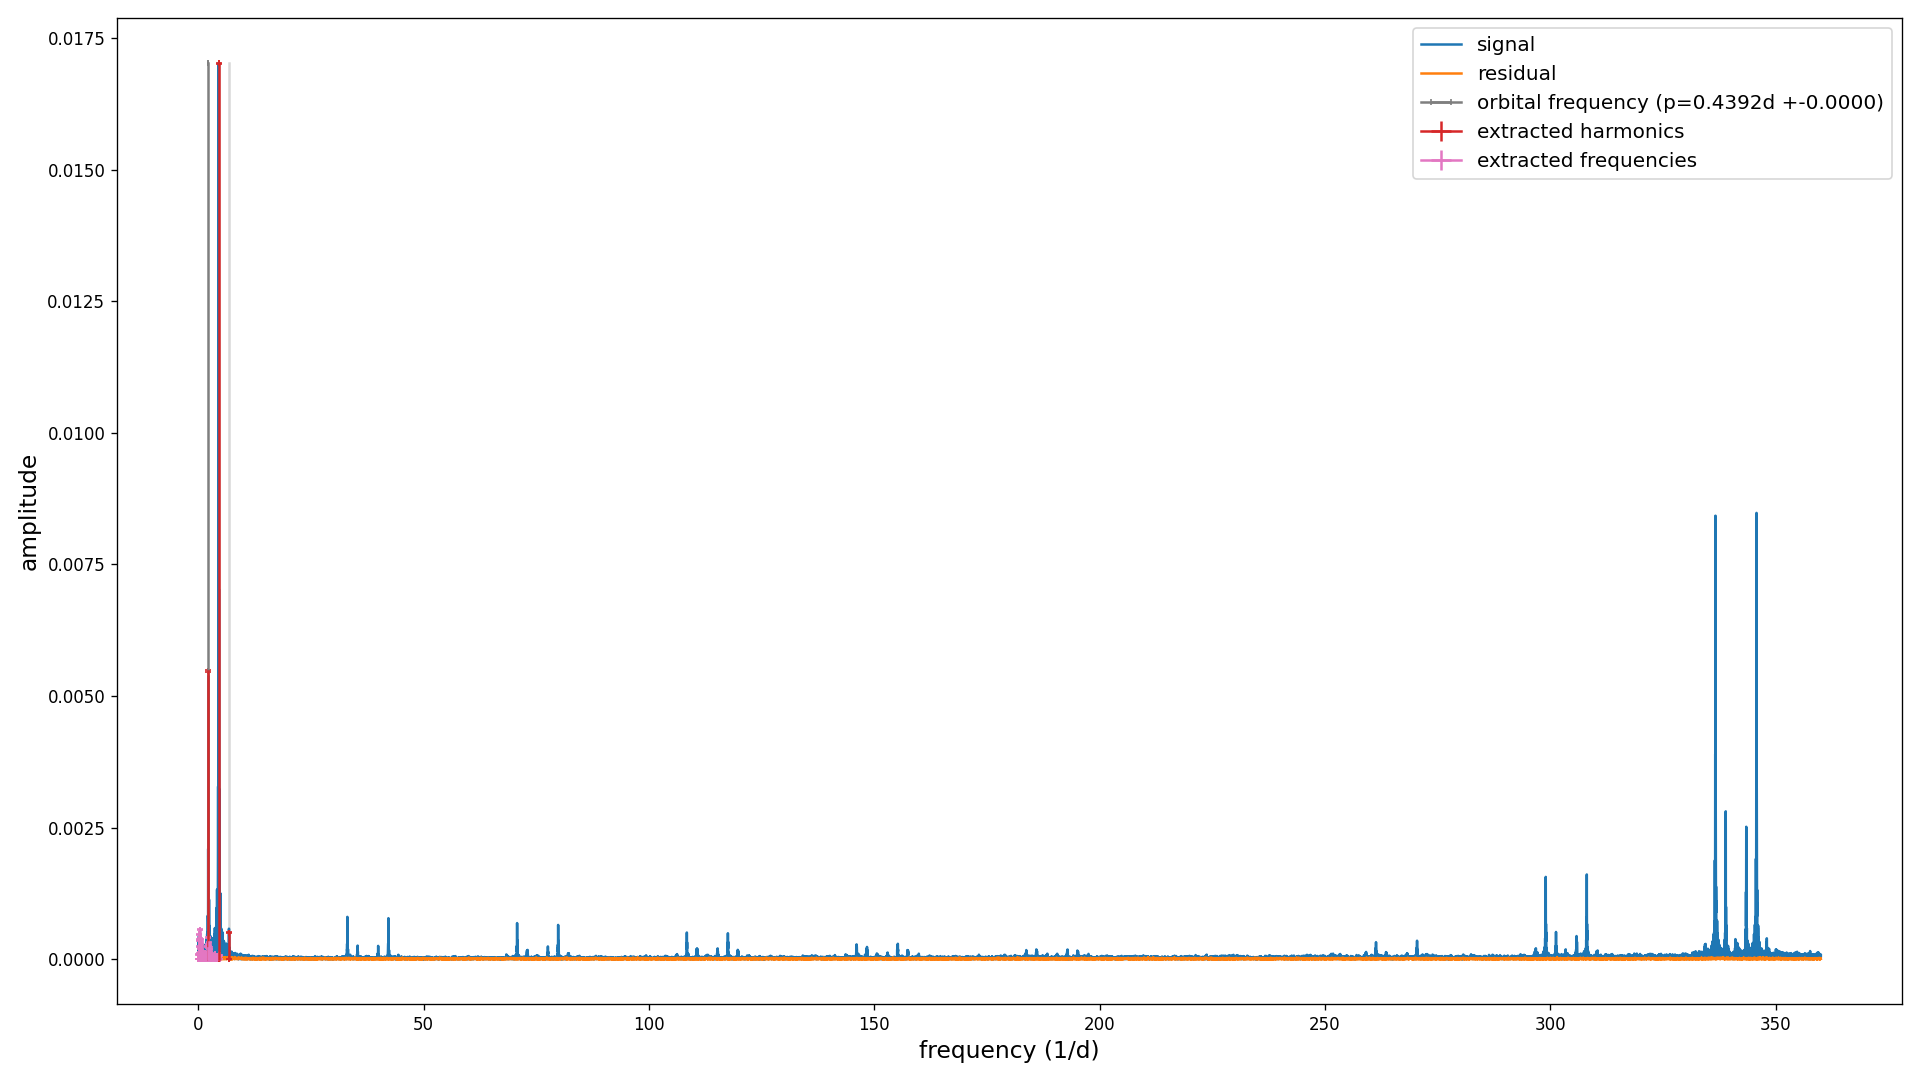 0.0175
0.0150
0.0125
0.0100
0.0075
0.0050
0.0025
0.0000
amplitude
signal
residual
orbital frequency (p=0.4392d +-0.0000)
extracted harmonics
extracted frequencies
0 50 100 150 200 250 300 350
frequency (1/d)